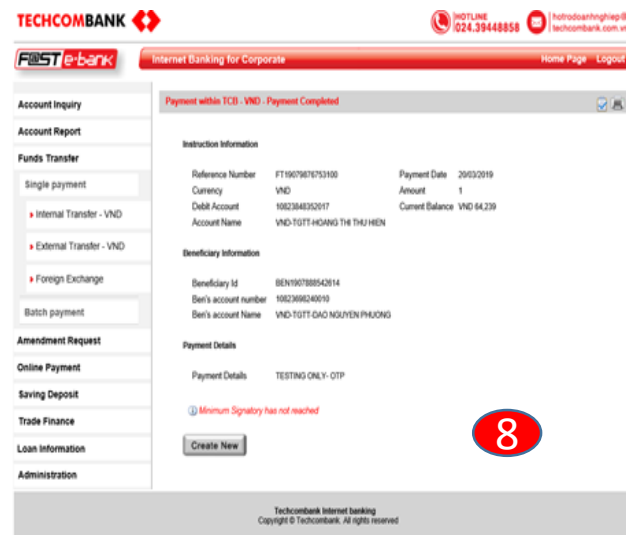 TECHCOMBANK
HOTLINE
024.39448858
hotrodoanhnghiep@
techcombank.com.vn
F@ST e-bank
Internet Banking for Corporate
Home Page Logout
Account Inquiry
Account Report
Funds Transfer
Single payment
Internal Transfer - VND
External Transfer - VND
Foreign Exchange
Batch payment
Amendment Request
Online Payment
Saving Deposit
Trade Finance
Loan Information
Administration
Payment within TCB - VND - Payment Completed
Instruction Information
Reference Number FT19079876753100 Payment Date 20/03/2019
Currency VND Amount 1
Debit Account 10823848352017 Current Balance VND 64,239
Account Name VND-TGTT-HOANG THI THU HIEN
Beneficiary Information
Beneficiary Id BEN1907888542614
Ben's account number 10823698240010
Ben's account Name VND-TGTT-DAO NGUYEN PHUONG
Payment Details
Payment Details TESTING ONLY- OTP
Minimum Signatory has not reached
Create New
8
Techcombank Internet banking
Copyright © Techcombank. All rights reserved